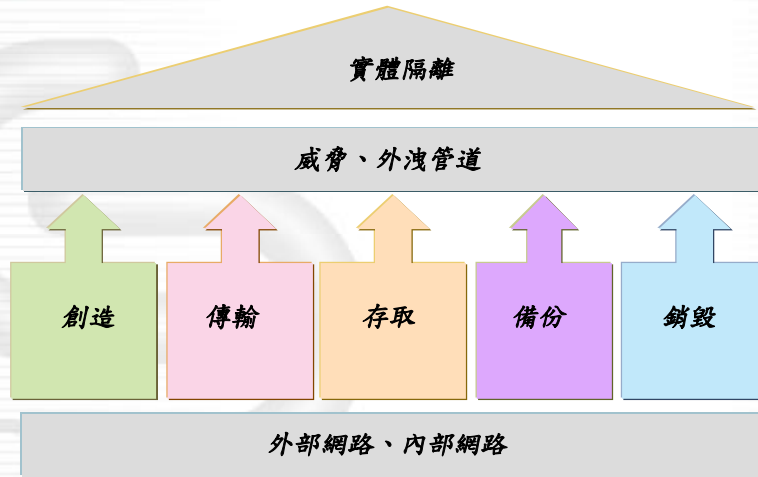 實體隔離
威脅、外洩管道
創造
傳輸
存取
備份
銷毀
外部網路、內部網路